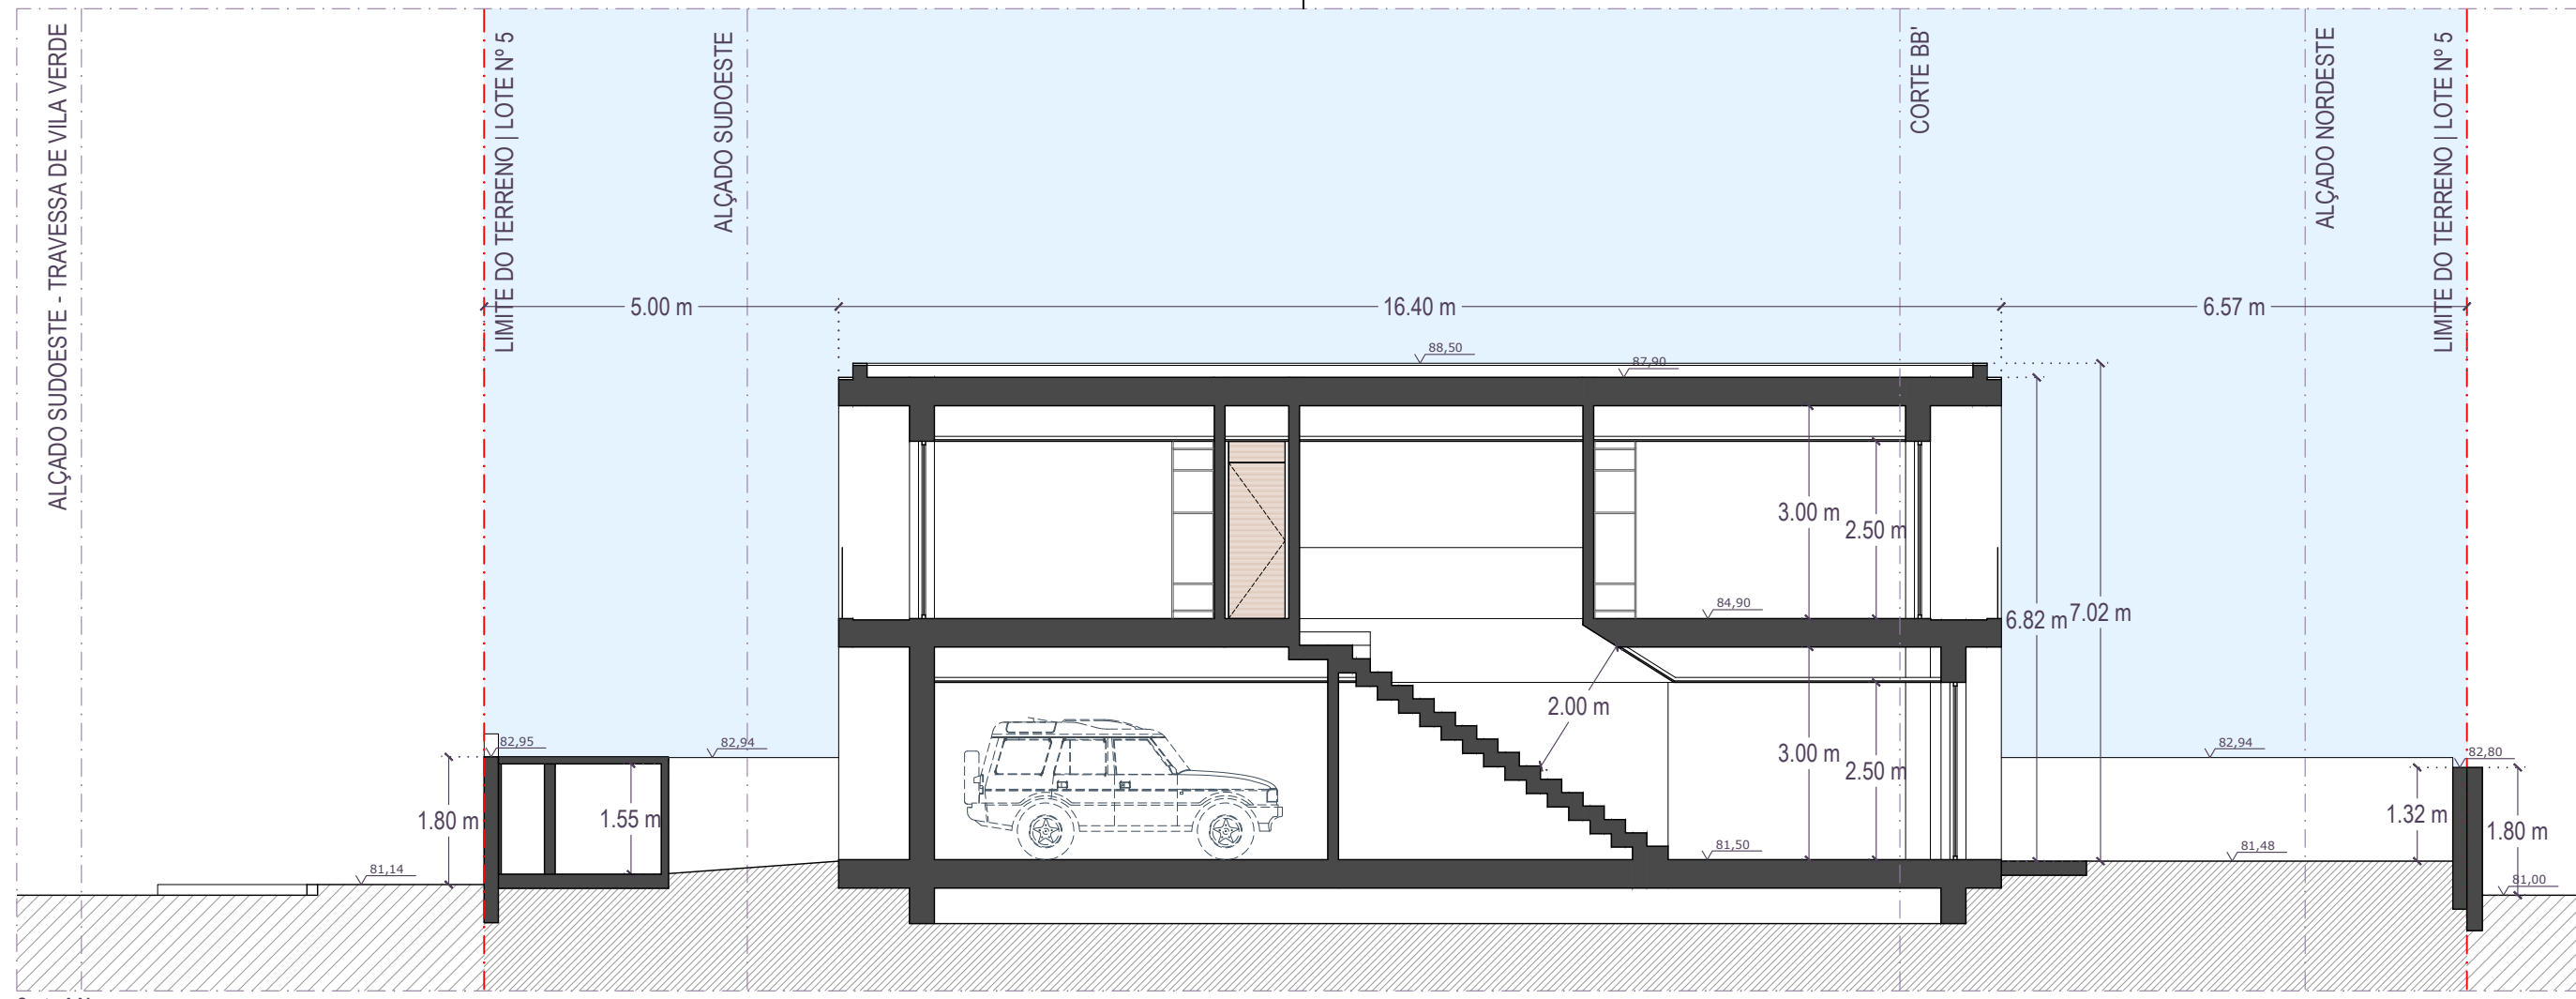 ALÇADO SUDOESTE - TRAVESSA DE VILA VERDE
LIMITE DO TERRENO | LOTE Nº 5
ALÇADO SUDOESTE
CORTE BB'
ALÇADO NORDESTE
LIMITE DO TERRENO | LOTE Nº 5
5.00 m
16.40 m
6.57 m
88,50
87,90
3.00 m
2.50 m
84,90
6.82 m
7.02 m
2.00 m
82,95
82,94
82,94
82,80
3.00 m
2.50 m
1.80 m
1.55 m
1.32 m
1.80 m
81,14
81,50
81,48
81,00